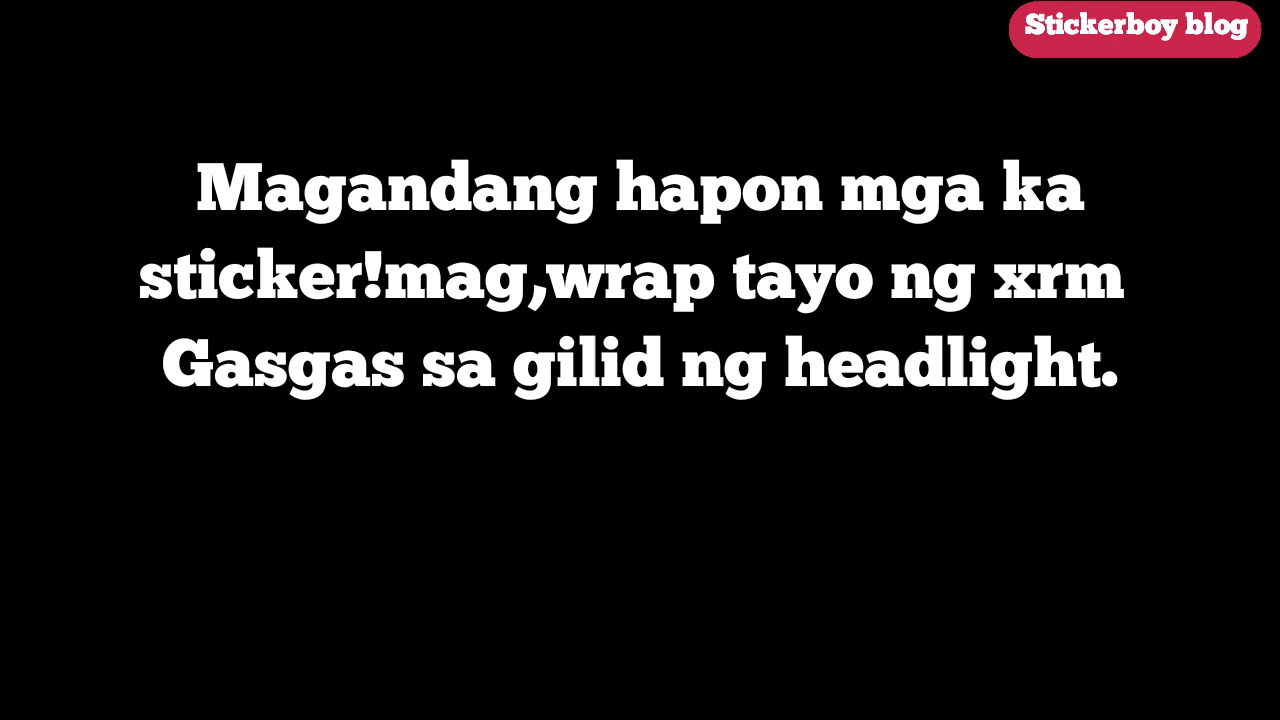 Stickerboy blog
Magandang hapon mga ka
sticker!mag,wrap tayo ng xrm
Gasgas sa gilid ng headlight.